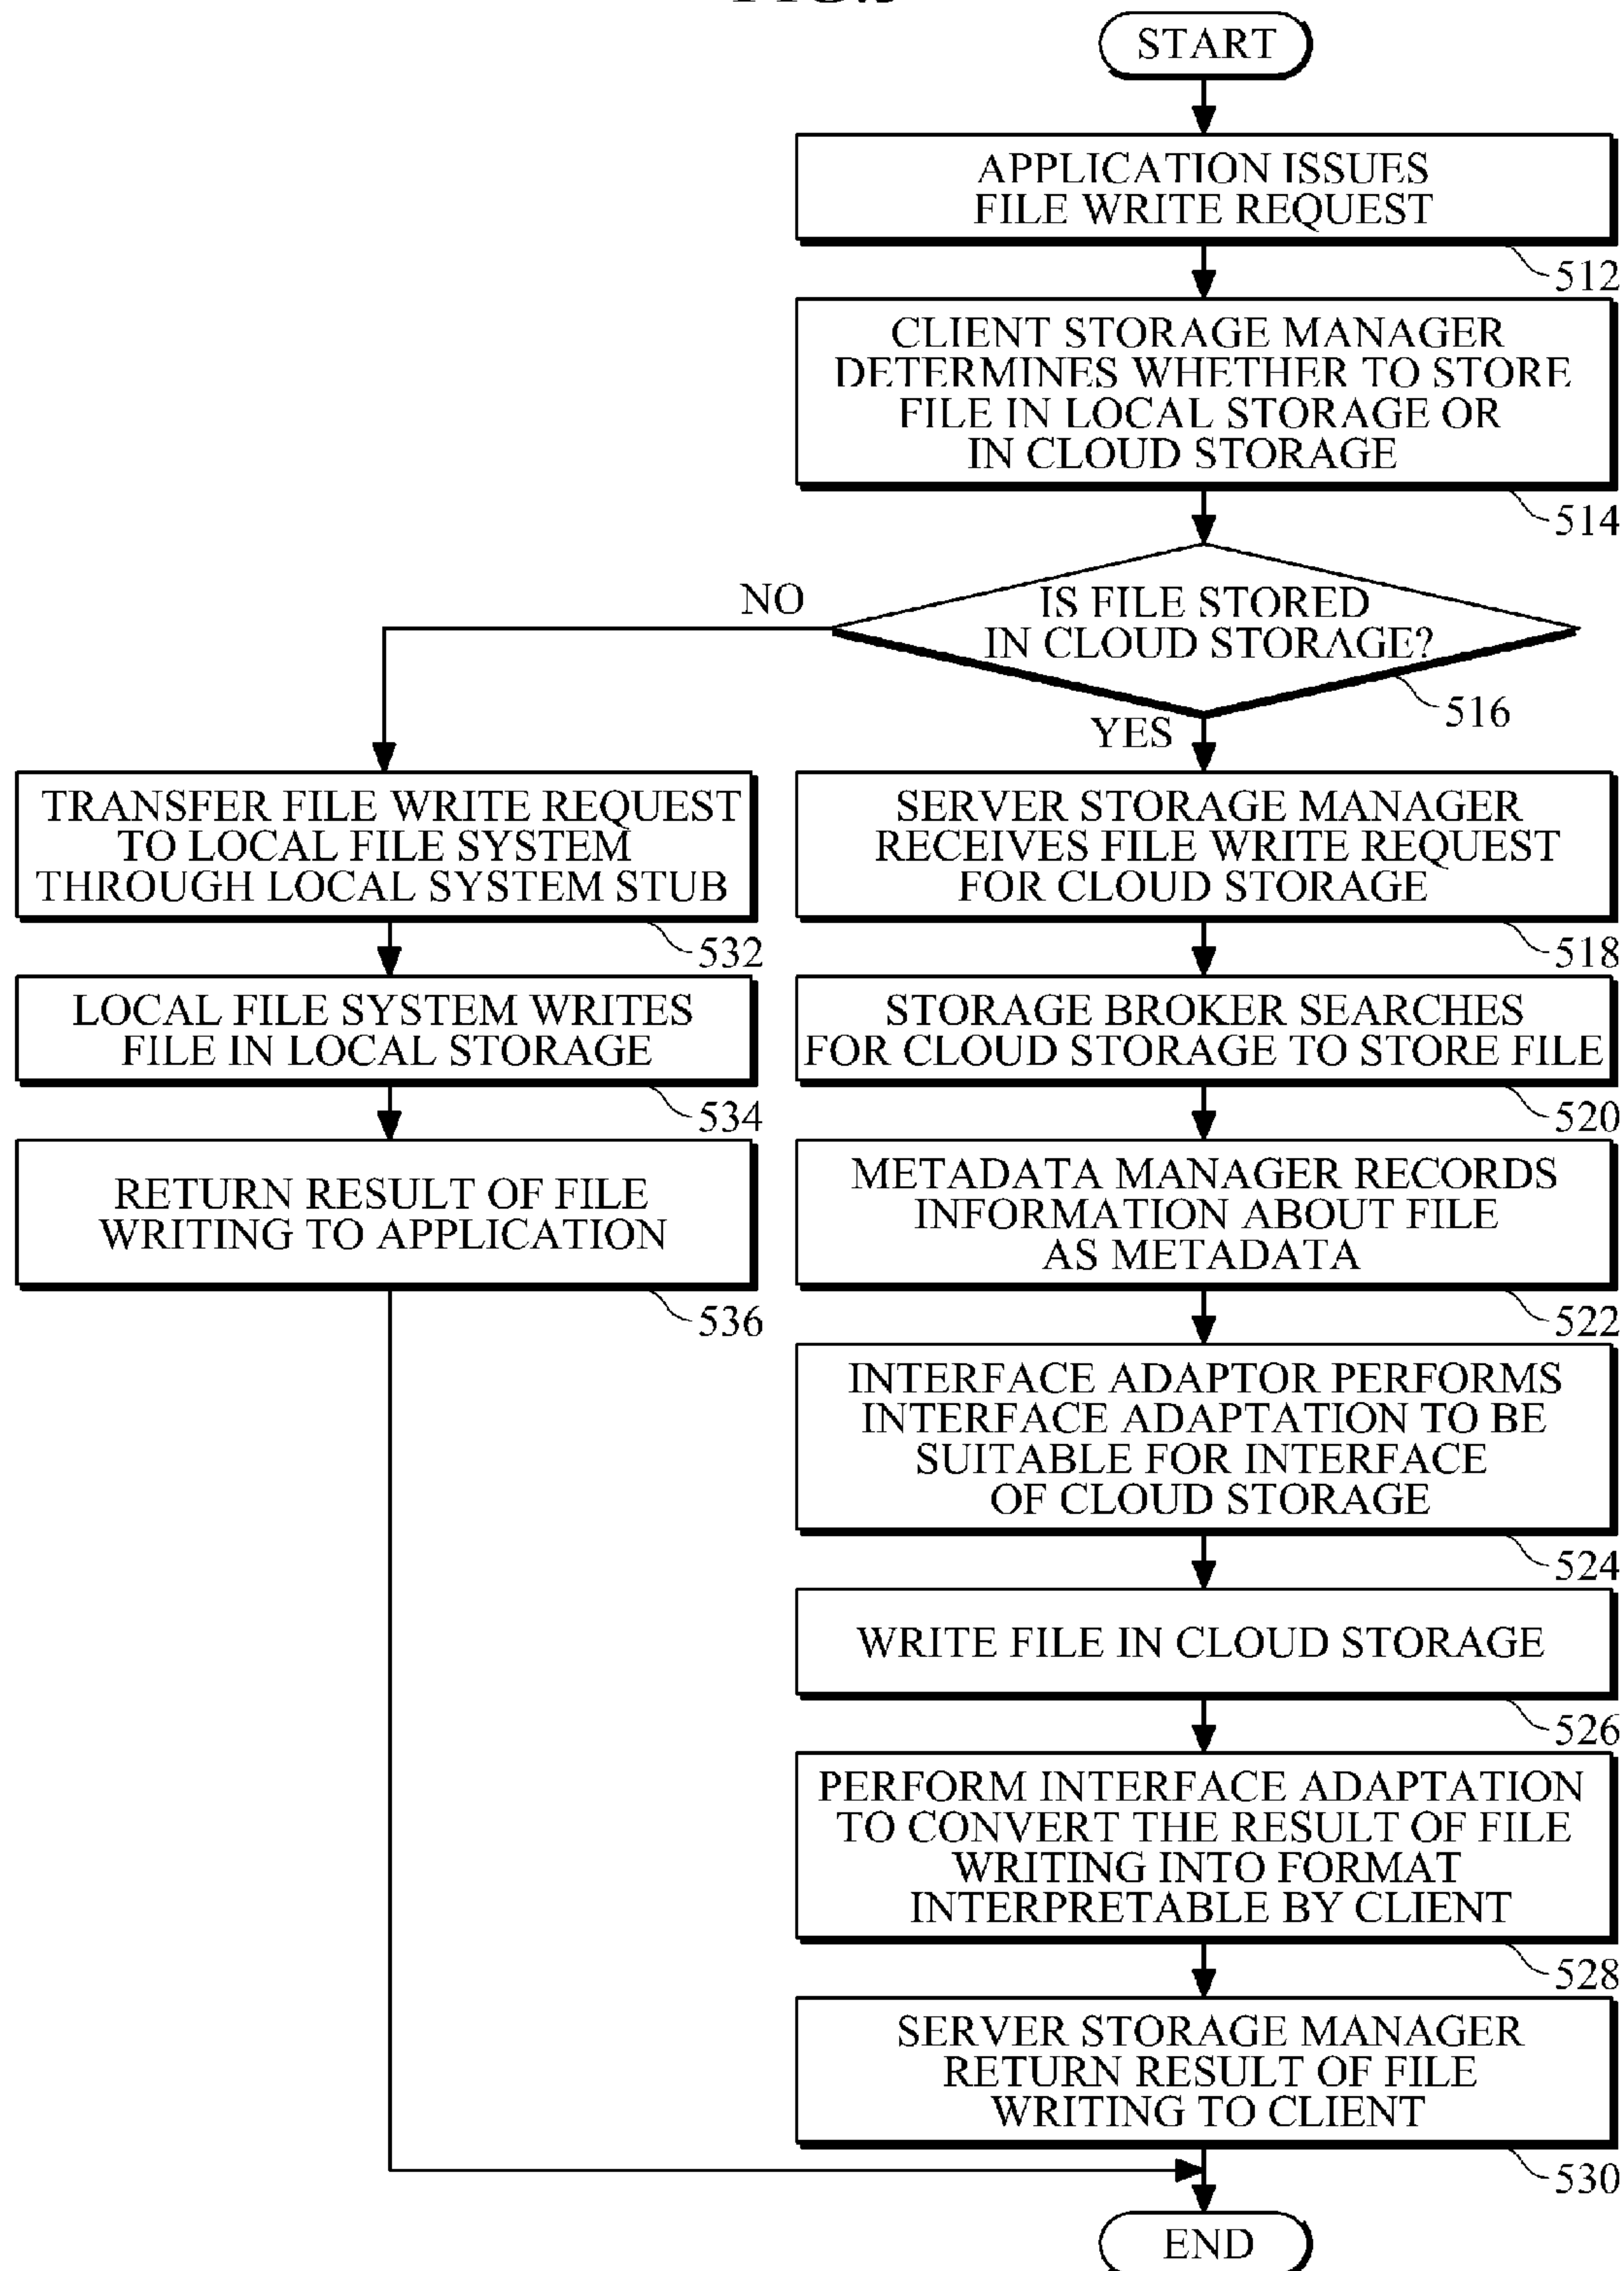 START
APPLICATION ISSUES
FILE WRITE REQUEST
512
CLIENT STORAGE MANAGER
DETERMINES WHETHER TO STORE
FILE IN LOCAL STORAGE OR
IN CLOUD STORAGE
514
IS FILE STORED
IN CLOUD STORAGE?
516
NO
YES
TRANSFER FILE WRITE REQUEST
TO LOCAL FILE SYSTEM
THROUGH LOCAL SYSTEM STUB
532
LOCAL FILE SYSTEM WRITES
FILE IN LOCAL STORAGE
534
RETURN RESULT OF FILE
WRITING TO APPLICATION
536
SERVER STORAGE MANAGER
RECEIVES FILE WRITE REQUEST
FOR CLOUD STORAGE
518
STORAGE BROKER SEARCHES
FOR CLOUD STORAGE TO STORE FILE
520
METADATA MANAGER RECORDS
INFORMATION ABOUT FILE
AS METADATA
522
INTERFACE ADAPTOR PERFORMS
INTERFACE ADAPTATION TO BE
SUITABLE FOR INTERFACE
OF CLOUD STORAGE
524
WRITE FILE IN CLOUD STORAGE
526
PERFORM INTERFACE ADAPTATION
TO CONVERT THE RESULT OF FILE
WRITING INTO FORMAT
INTERPRETABLE BY CLIENT
528
SERVER STORAGE MANAGER
RETURN RESULT OF FILE
WRITING TO CLIENT
530
END